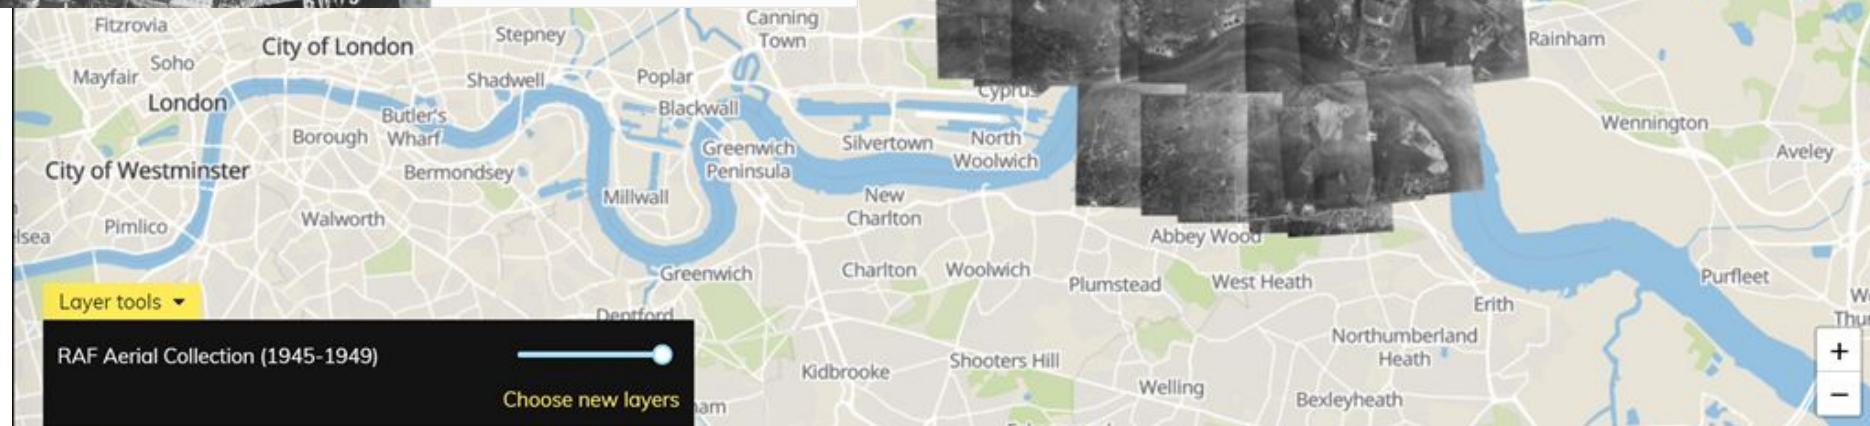 Fitzrovia
City of London
Stepney
Canning
Town
Rainham
Soho
Mayfair
Shadwell
Poplar
Cyprus
London
Butler's
Wharf
Blackwall
Borough
Greenwich
Peninsula
Silvertown
North
Woolwich
Wennington
Aveley
City of Westminster
Bermondsey
Millwall
New
Charlton
Walworth
Pimlico
lsea
Abbey Wood
Greenwich
Charlton
Woolwich
Plumstead
West Heath
Purfleet
Erith
Layer tools
Deptford
Northumberland
Heath
RAF Aerial Collection (1945-1949)
Shooters Hill
Kidbrooke
Welling
Bexleyheath
Choose new layers
+
−